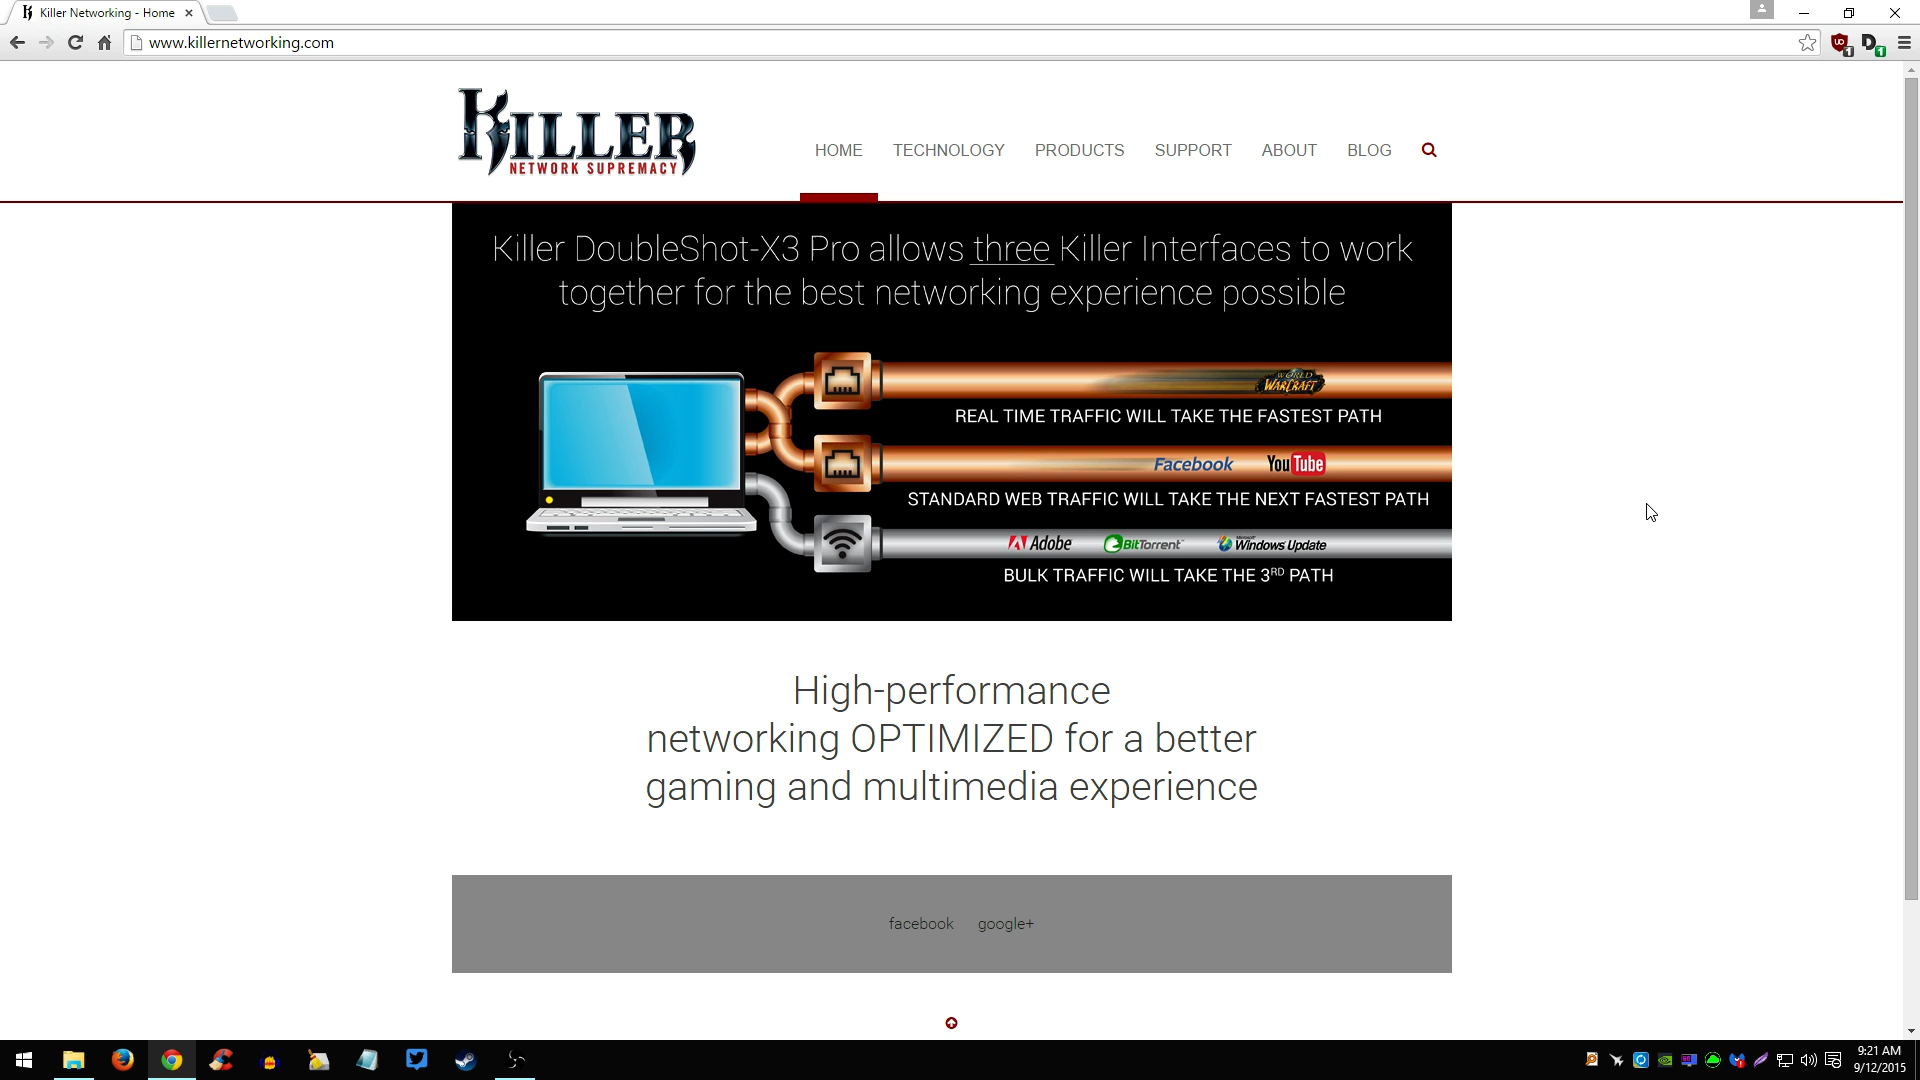 Killer Networking - Home
www.killernetworking.com
KILLER
NETWORK SUPREMACY
HOME TECHNOLOGY PRODUCTS SUPPORT ABOUT BLOG
Killer DoubleShot-X3 Pro allows three Killer Interfaces to work
together for the best networking experience possible
WORLD
WARCRAFT
REAL TIME TRAFFIC WILL TAKE THE FASTEST PATH
Facebook YouTube
STANDARD WEB TRAFFIC WILL TAKE THE NEXT FASTEST PATH
Adobe BitTorrent Windows Update
BULK TRAFFIC WILL TAKE THE 3RD PATH
High-performance
networking OPTIMIZED for a better
gaming and multimedia experience
facebook google+
9:21 AM
9/12/2015